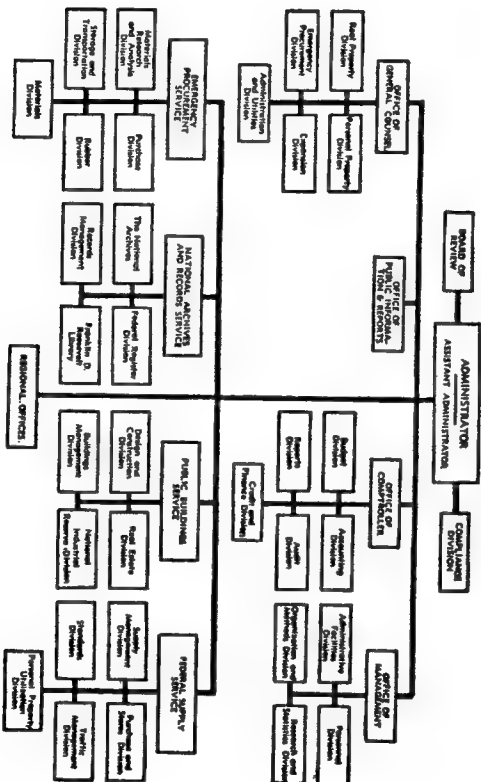 ADMINISTRATOR
ASSISTANT ADMINISTRATOR
BOARD OF
REVIEW
COMPLIANCE
DIVISION
OFFICE OF
GENERAL COUNSEL
Real Property
Division
Personal Property
Division
Emergency
Procurement
Division
Expansion
Division
Administration
and Utilities
Division
OFFICE OF
PUBLIC INFORMA-
TION & REPORTS
OFFICE OF
COMPTROLLER
Budget
Division
Accounting
Division
Reports
Division
Audit
Division
Credit and
Finance Division
OFFICE OF
MANAGEMENT
Administrative
Facilities
Division
Personnel
Division
Organization and
Methods Division
Research and
Statistics Division
EMERGENCY
PROCUREMENT
SERVICE
Materials
Research
and Analysis
Division
Purchase
Division
Storage and
Transportation
Division
Rubber
Division
Materials
Division
NATIONAL ARCHIVES
AND RECORDS SERVICE
The National
Archives
Federal Register
Division
Records
Management
Division
Franklin D.
Roosevelt
Library
REGIONAL OFFICES
PUBLIC BUILDINGS
SERVICE
Design and
Construction
Division
Real Estate
Division
Buildings
Management
Division
National
Industrial
Reserve Division
FEDERAL SUPPLY
SERVICE
Supply
Management
Division
Purchase and
Stores Division
Standards
Division
Traffic
Management
Division
Personal Property
Utilization
Division